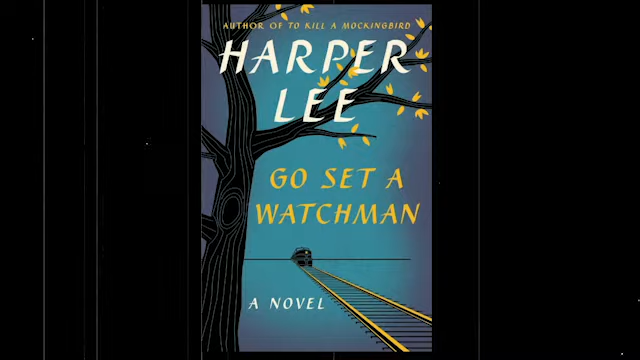 AUTHOR OF TO KILL A MOCKINGBIRD
HARPER
LEE
GO SET A
WATCHMAN
A NOVEL